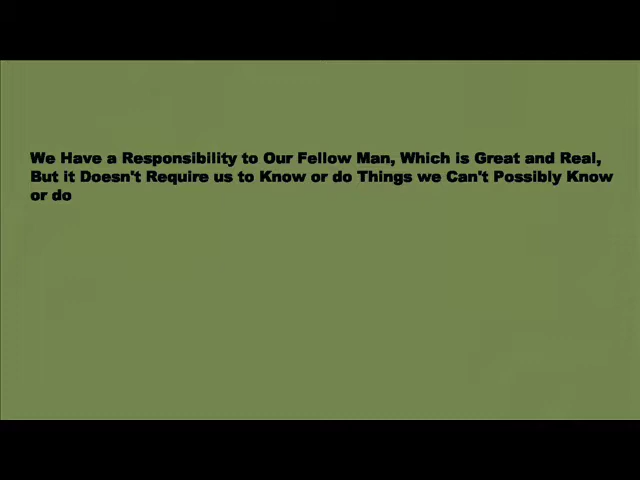 We Have a Responsibility to Our Fellow Man, Which is Great and Real,
But it Doesn't Require us to Know or do Things we Can't Possibly Know
or do